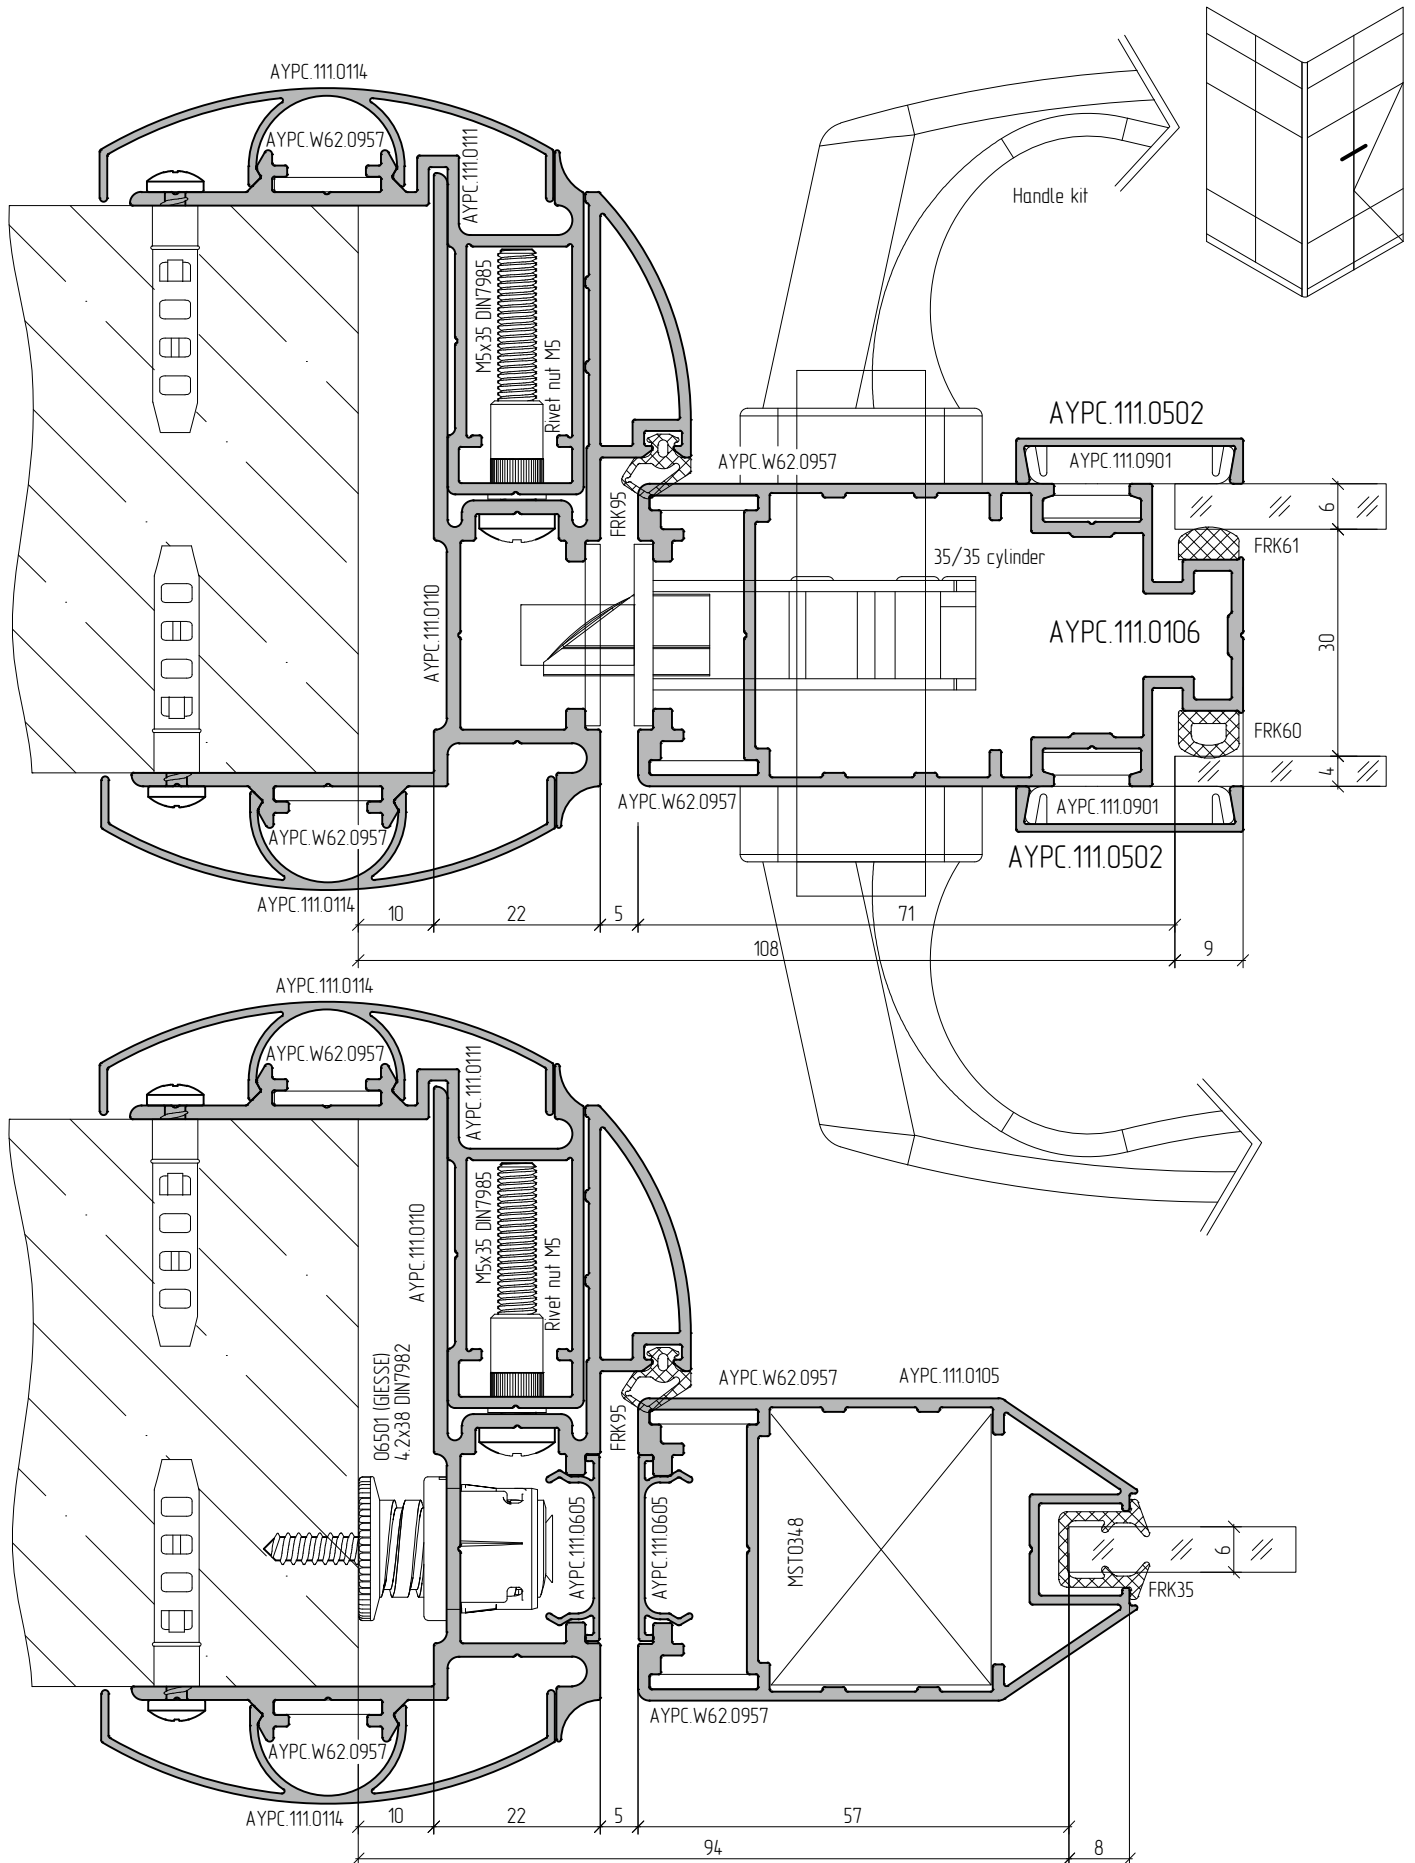 AYPC.111.0114
AYPC.W62.0957
AYPC.111.0111
Handle kit
M5x35 DIN7985
Rivet nut M5
AYPC.111.0502
AYPC.W62.0957
AYPC.111.0901
FRK95
6
FRK61
35/35 cylinder
AYPC.111.0110
AYPC.111.0106
30
FRK60
4
AYPC.W62.0957
AYPC.111.0901
AYPC.W62.0957
AYPC.111.0502
AYPC.111.0114
10
22
5
71
108
9
AYPC.111.0114
AYPC.W62.0957
AYPC.111.0111
AYPC.111.0110
M5x35 DIN7985
Rivet nut M5
06501 (GIESSE)
4.2x38 DIN7982
AYPC.W62.0957
AYPC.111.0105
FRK95
AYPC.111.0605
AYPC.111.0605
MST0348
6
FRK35
AYPC.W62.0957
AYPC.W62.0957
AYPC.111.0114
10
22
5
57
94
8